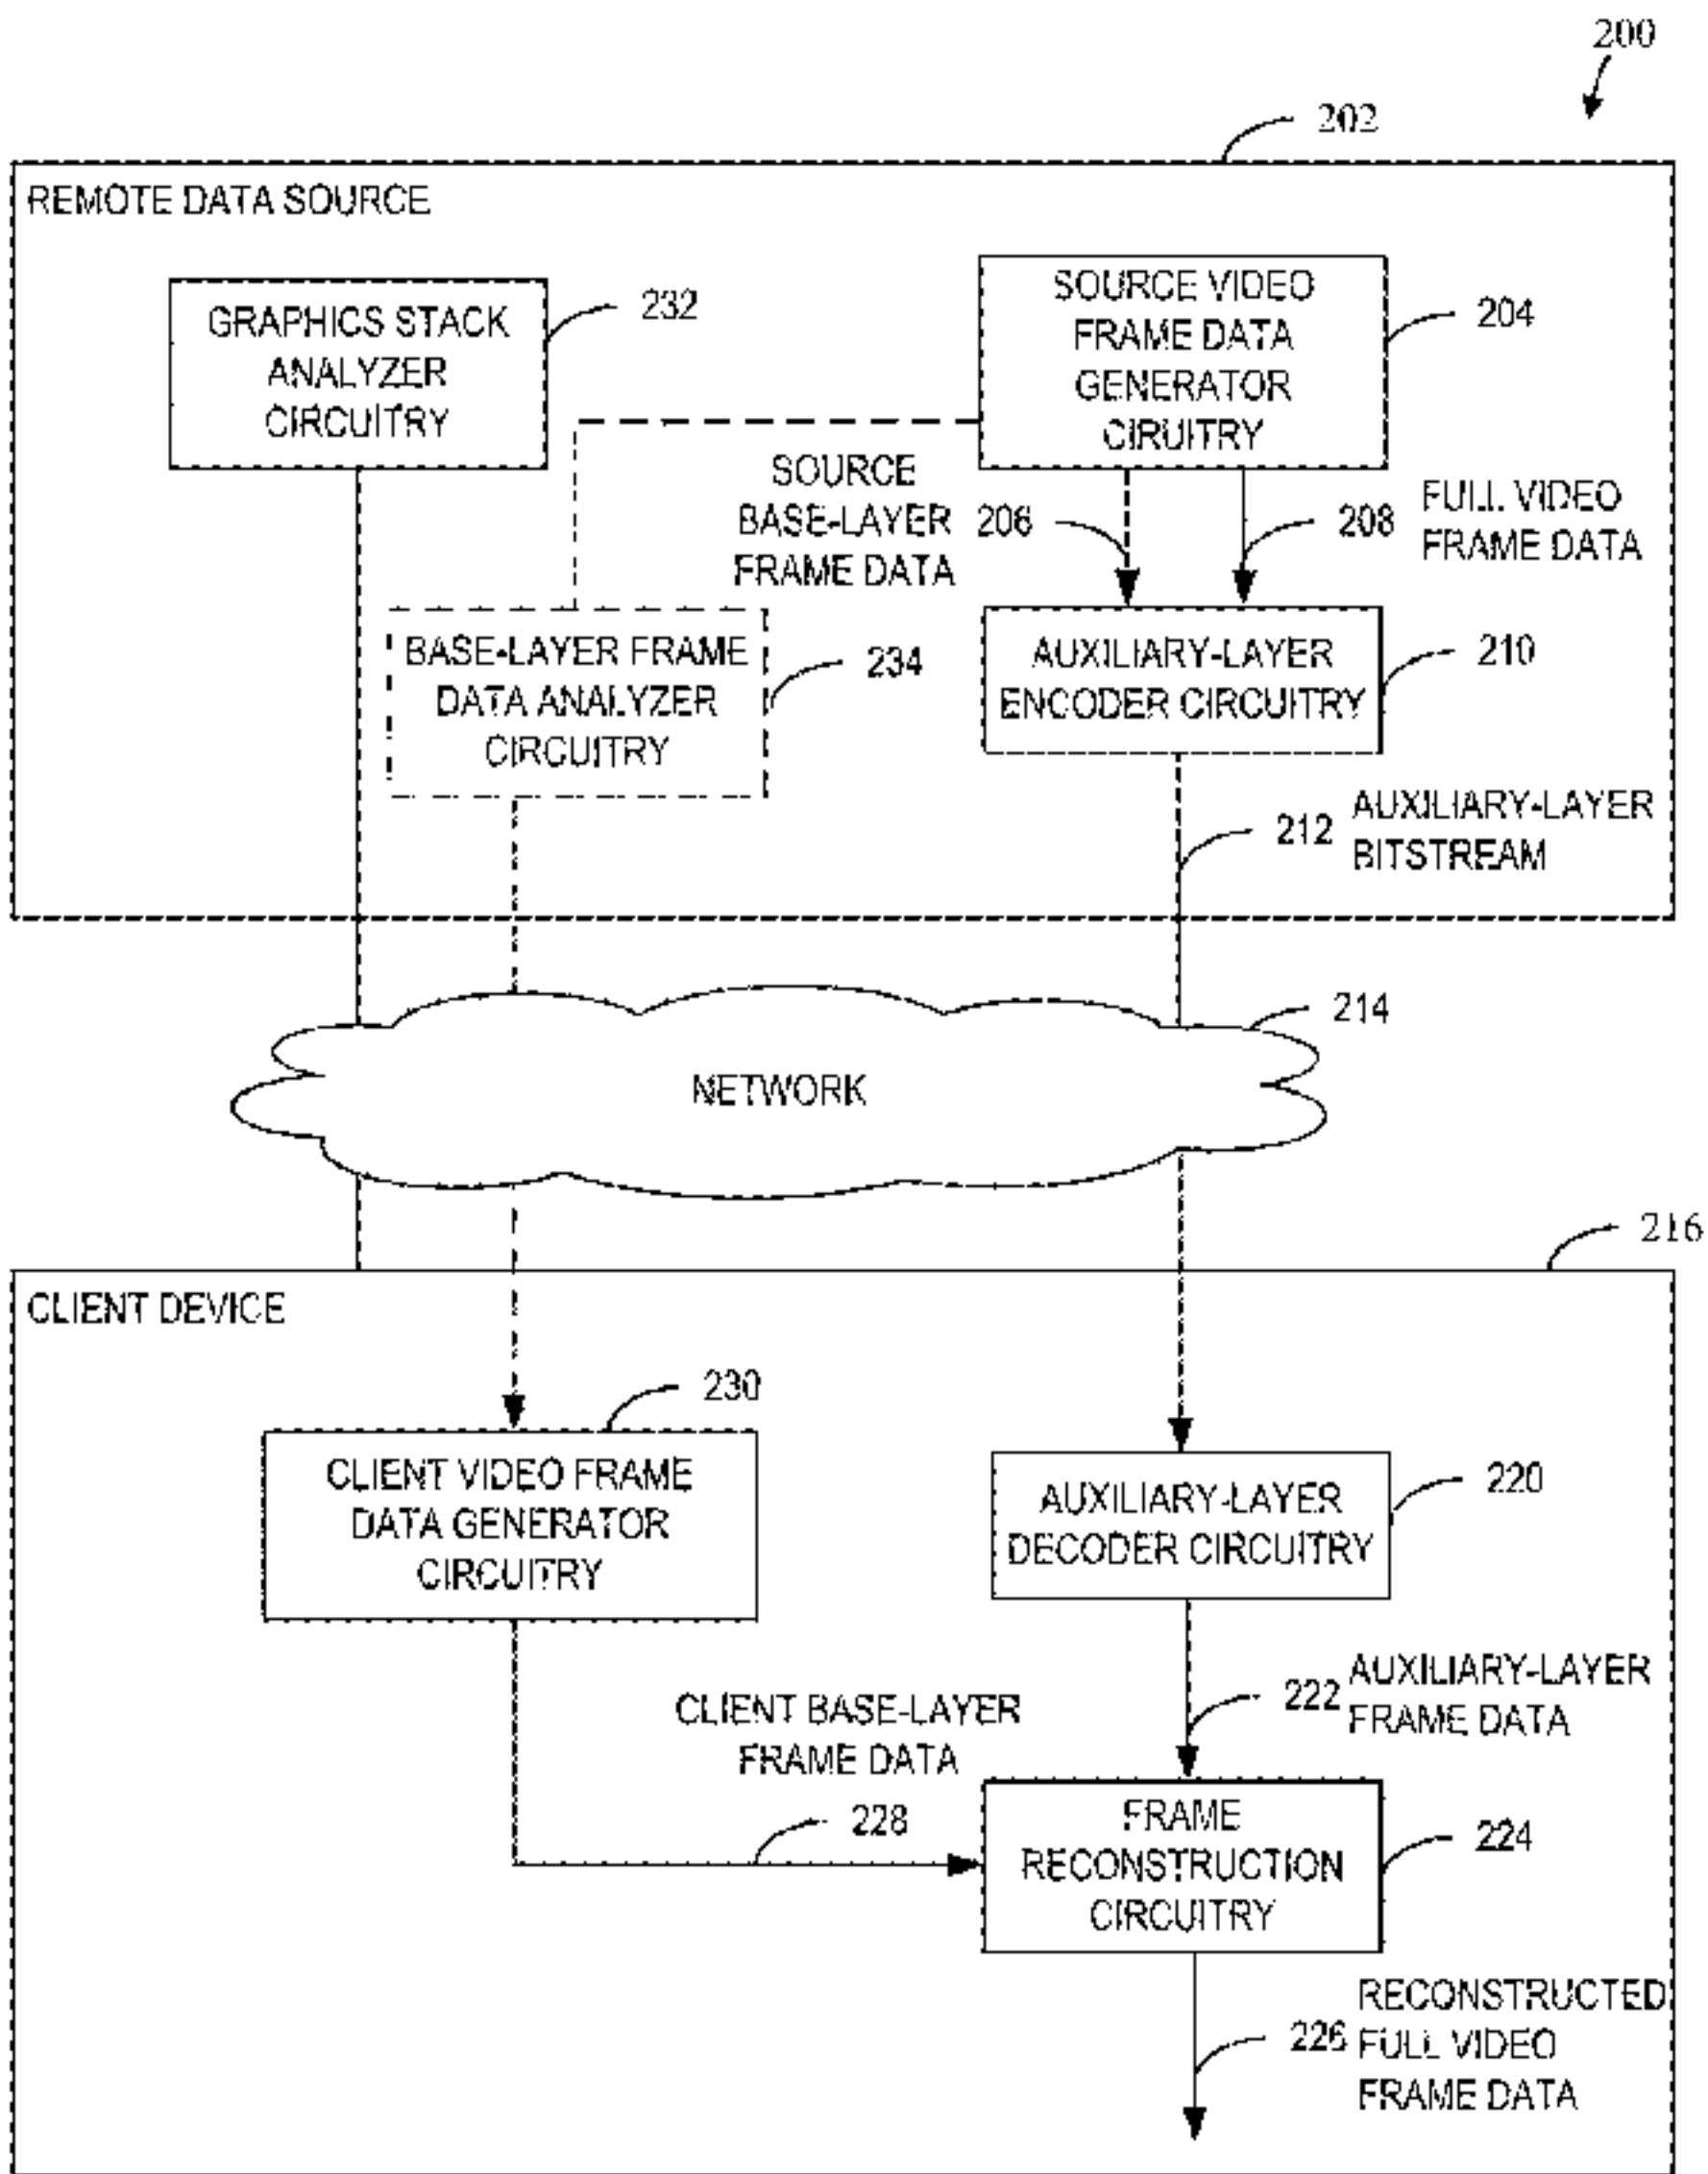 200
202
REMOTE DATA SOURCE
GRAPHICS STACK
ANALYZER
CIRCUITRY
232
SOURCE VIDEO
FRAME DATA
GENERATOR
CIRUITRY
204
SOURCE
BASE-LAYER
FRAME DATA
206
208
FULL VIDEO
FRAME DATA
BASE-LAYER FRAME
DATA ANALYZER
CIRCUITRY
234
AUXILIARY-LAYER
ENCODER CIRCUITRY
210
212
AUXILIARY-LAYER
BITSTREAM
214
NETWORK
216
CLIENT DEVICE
230
CLIENT VIDEO FRAME
DATA GENERATOR
CIRCUITRY
AUXILIARY-LAYER
DECODER CIRCUITRY
220
CLIENT BASE-LAYER
FRAME DATA
222
AUXILIARY-LAYER
FRAME DATA
228
FRAME
RECONSTRUCTION
CIRCUITRY
224
226
RECONSTRUCTED
FULL VIDEO
FRAME DATA